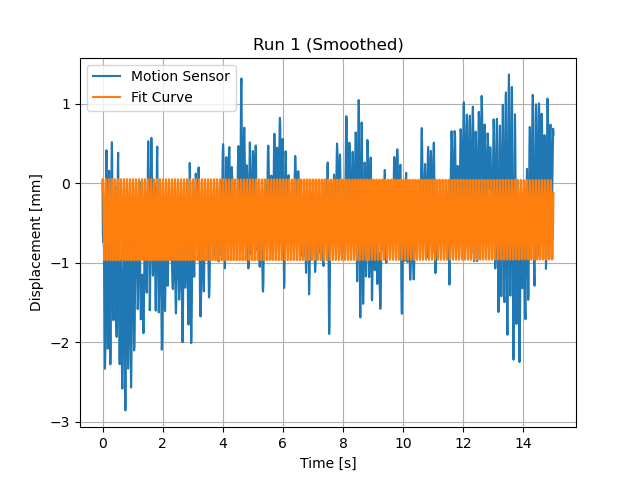 Run 1 (Smoothed)
Motion Sensor
Fit Curve
Displacement [mm]
1
0
−1
−2
−3
0 2 4 6 8 10 12 14
Time [s]